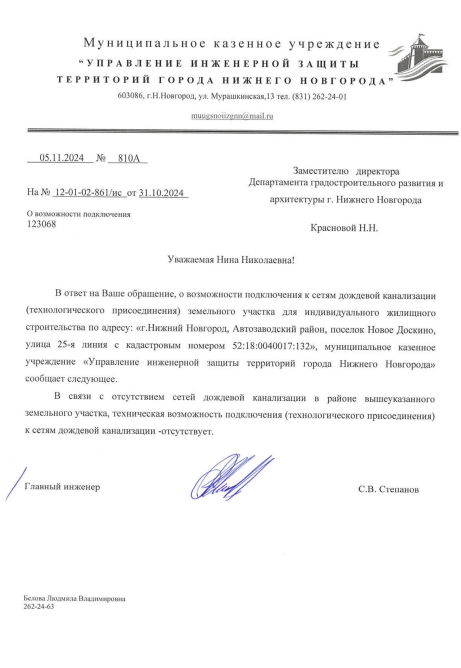 Муниципальное казенное учреждение
“УПРАВЛЕНИЕ ИНЖЕНЕРНОЙ ЗАЩИТЫ
ТЕРРИТОРИЙ ГОРОДА НИЖНЕГО НОВГОРОДА”
603086, г.Н.Новгород, ул. Мурашкинская,13 тел. (831) 262-24-01
muugsnoiizgnn@mail.ru
05.11.2024 № 810А
На № 12-01-02-861/ис от 31.10.2024
О возможности подключения
123068
Заместителю директора
Департамента градостроительного развития и
архитектуры г. Нижнего Новгорода
Красновой Н.Н.
Уважаемая Нина Николаевна!
В ответ на Ваше обращение, о возможности подключения к сетям дождевой канализации
(технологического присоединения) земельного участка для индивидуального жилищного
строительства по адресу: «г.Нижний Новгород, Автозаводский район, поселок Новое Доскино,
улица 25-я линия с кадастровым номером 52:18:0040017:132», муниципальное казенное
учреждение «Управление инженерной защиты территорий города Нижнего Новгорода»
сообщает следующее.
В связи с отсутствием сетей дождевой канализации в районе вышеуказанного
земельного участка, техническая возможность подключения (технологического присоединения)
к сетям дождевой канализации -отсутствует.
Главный инженер
С.В. Степанов
Белова Людмила Владимировна
262-24-63